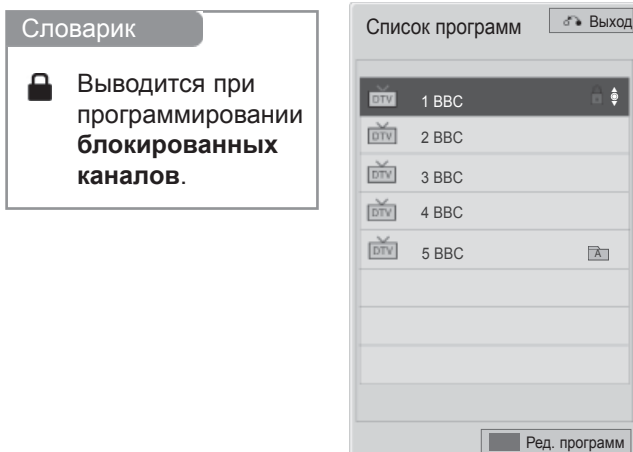 Словарик
Выводится при
программировании
блокированных
каналов.
Список программ
Выход
DTV 1 BBC
DTV 2 BBC
DTV 3 BBC
DTV 4 BBC
DTV 5 BBC A
Ред. программ